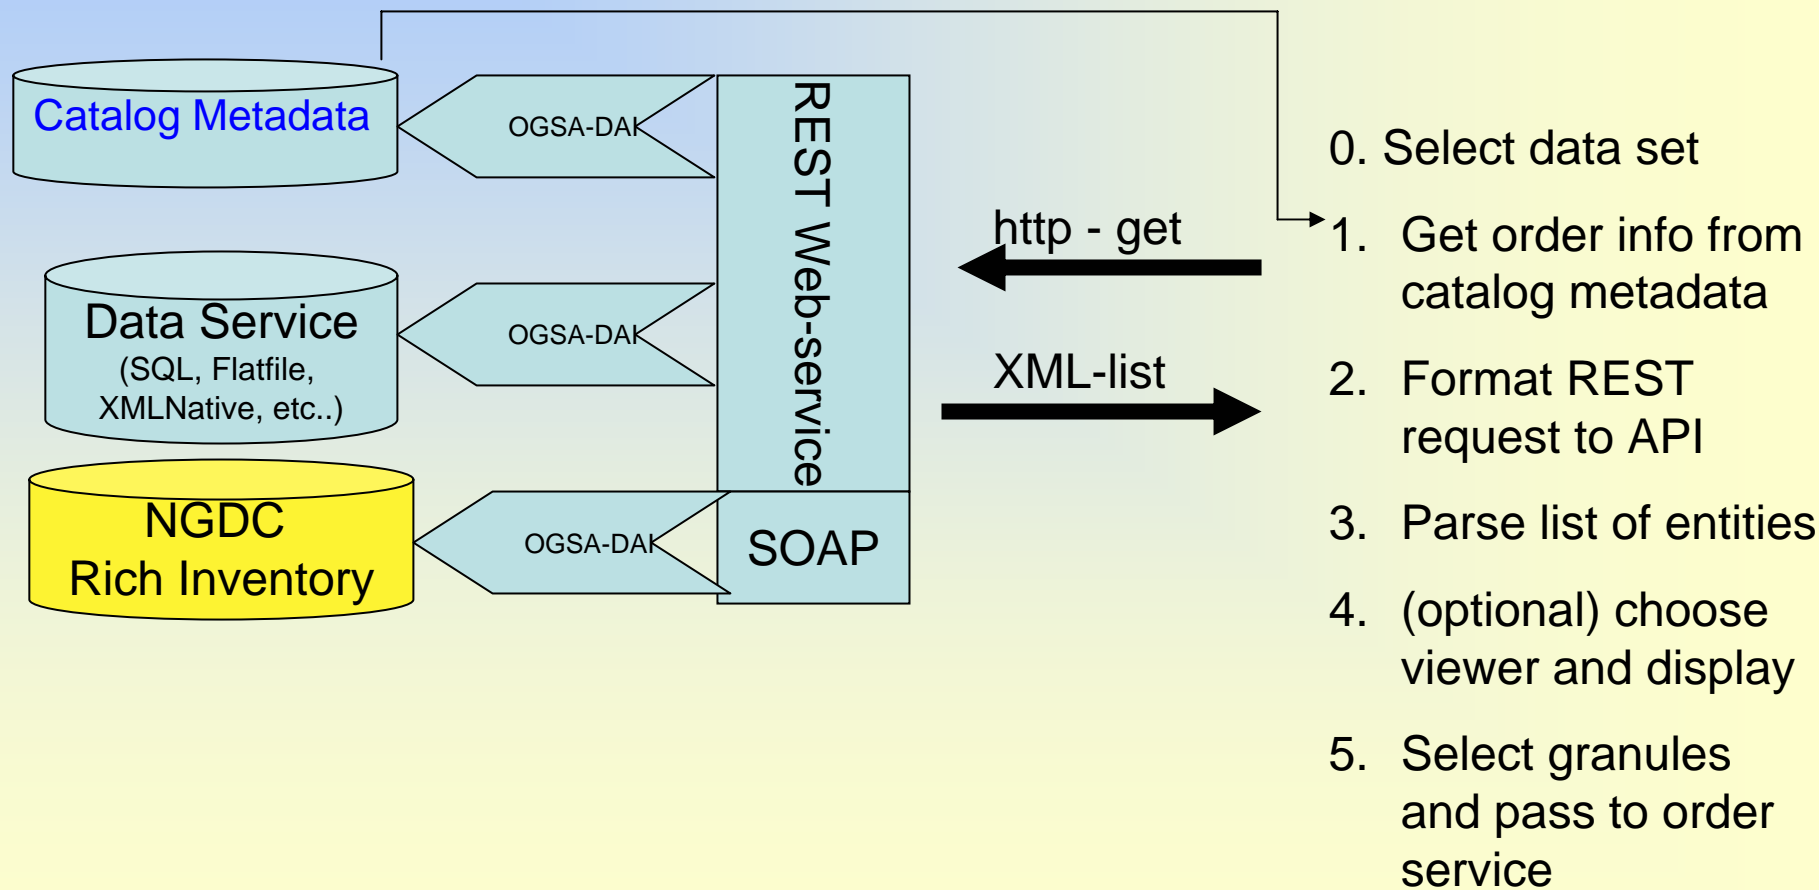 Catalog Metadata
OGSA-DAI
Data Service
(SQL, Flatfile,
XMLNative, etc..)
OGSA-DAI
NGDC
Rich Inventory
OGSA-DAI
REST Web-service
SOAP
http - get
XML-list
0. Select data set
1. Get order info from
catalog metadata
2. Format REST
request to API
3. Parse list of entities
4. (optional) choose
viewer and display
5. Select granules
and pass to order
service